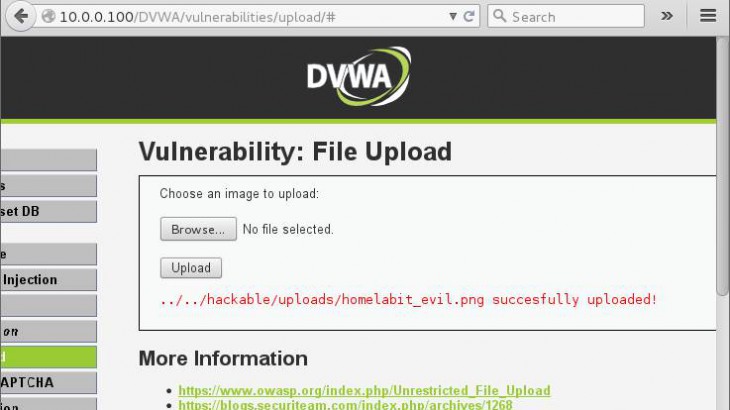 10.0.0.100/DVWA/vulnerabilities/upload/#
Search
DVWA
Vulnerability: File Upload
Choose an image to upload:
Browse... No file selected.
Upload
../../hackable/uploads/homelabit_evil.png succesfully uploaded!
s
set DB
e
Injection
on
d
APTCHA
More Information
https://www.owasp.org/index.php/Unrestricted_File_Upload
https://blogs.securiteam.com/index.php/archives/1268